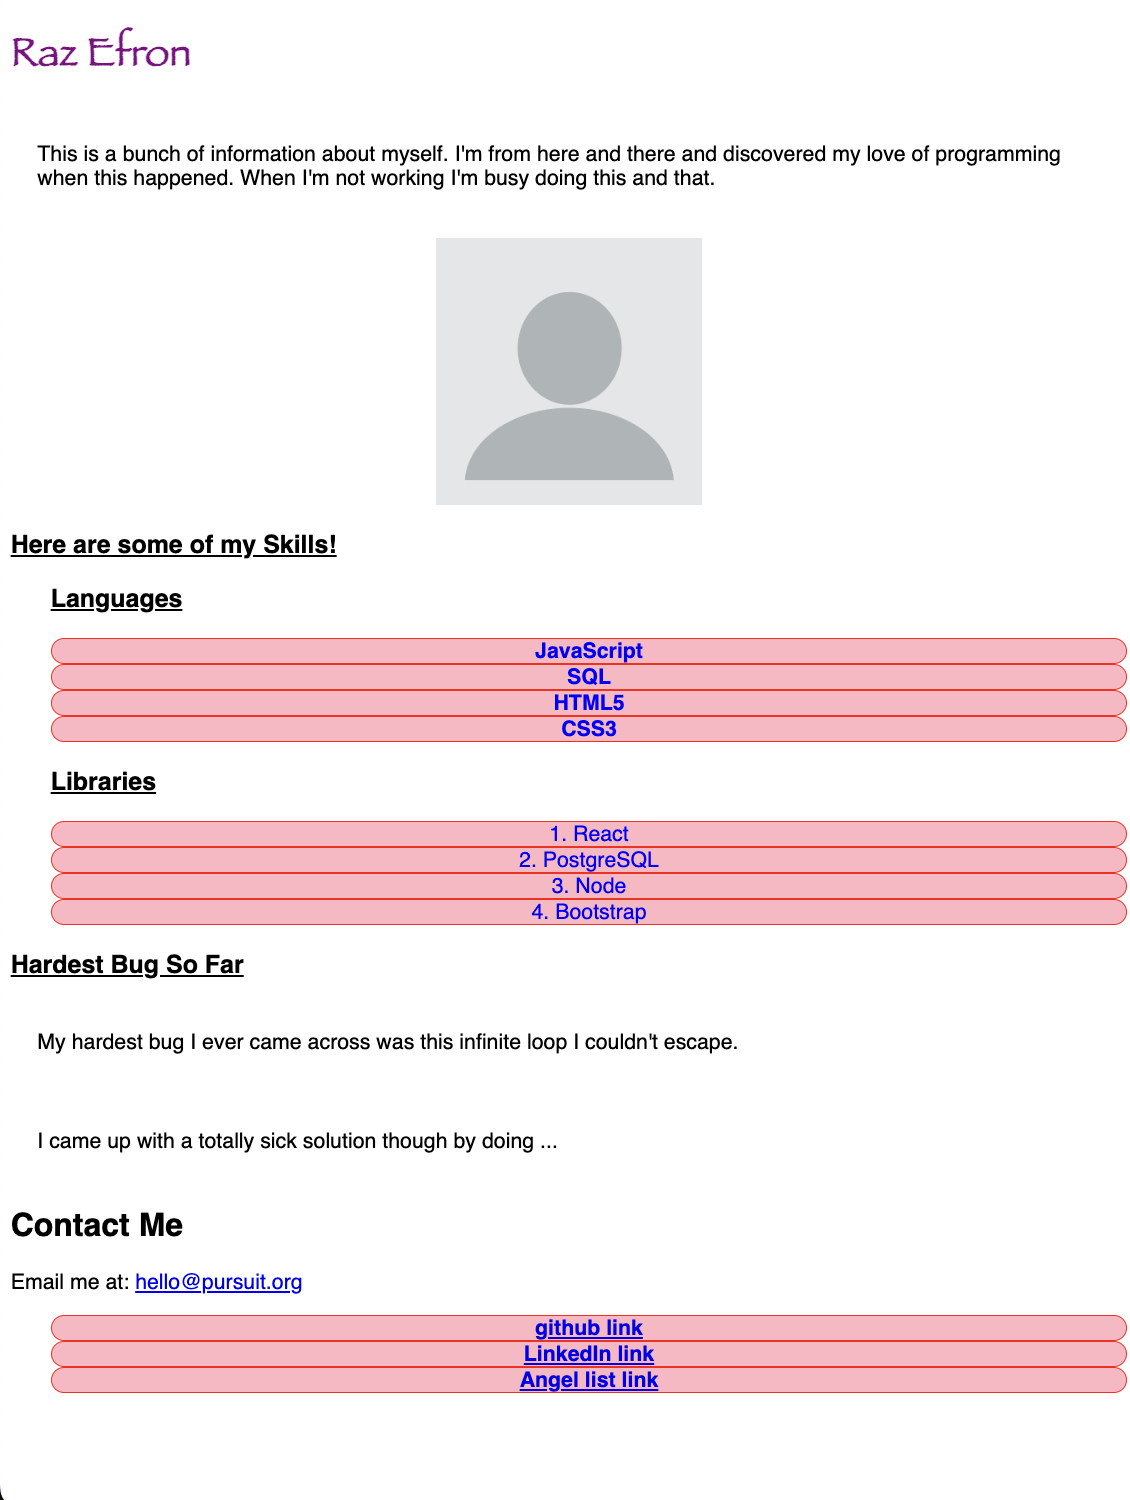 Raz Efron
This is a bunch of information about myself. I'm from here and there and discovered my love of programming
when this happened. When I'm not working I'm busy doing this and that.
Here are some of my Skills!
Languages
JavaScript
SQL
HTML5
CSS3
Libraries
1. React
2. PostgreSQL
3. Node
4. Bootstrap
Hardest Bug So Far
My hardest bug I ever came across was this infinite loop I couldn't escape.
I came up with a totally sick solution though by doing ...
Contact Me
Email me at: hello@pursuit.org
github link
LinkedIn link
Angel list link